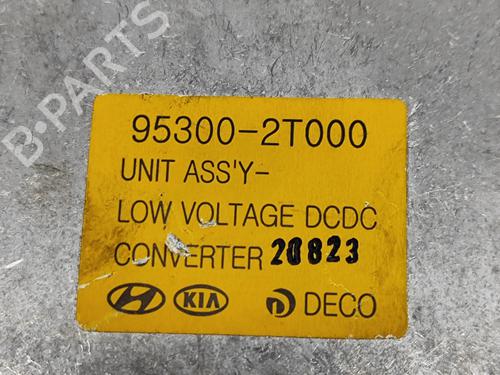 B-PARTS
95300-2T000
UNIT ASS'Y-
LOW VOLTAGE DCDC
CONVERTER 20823
KIA DECO